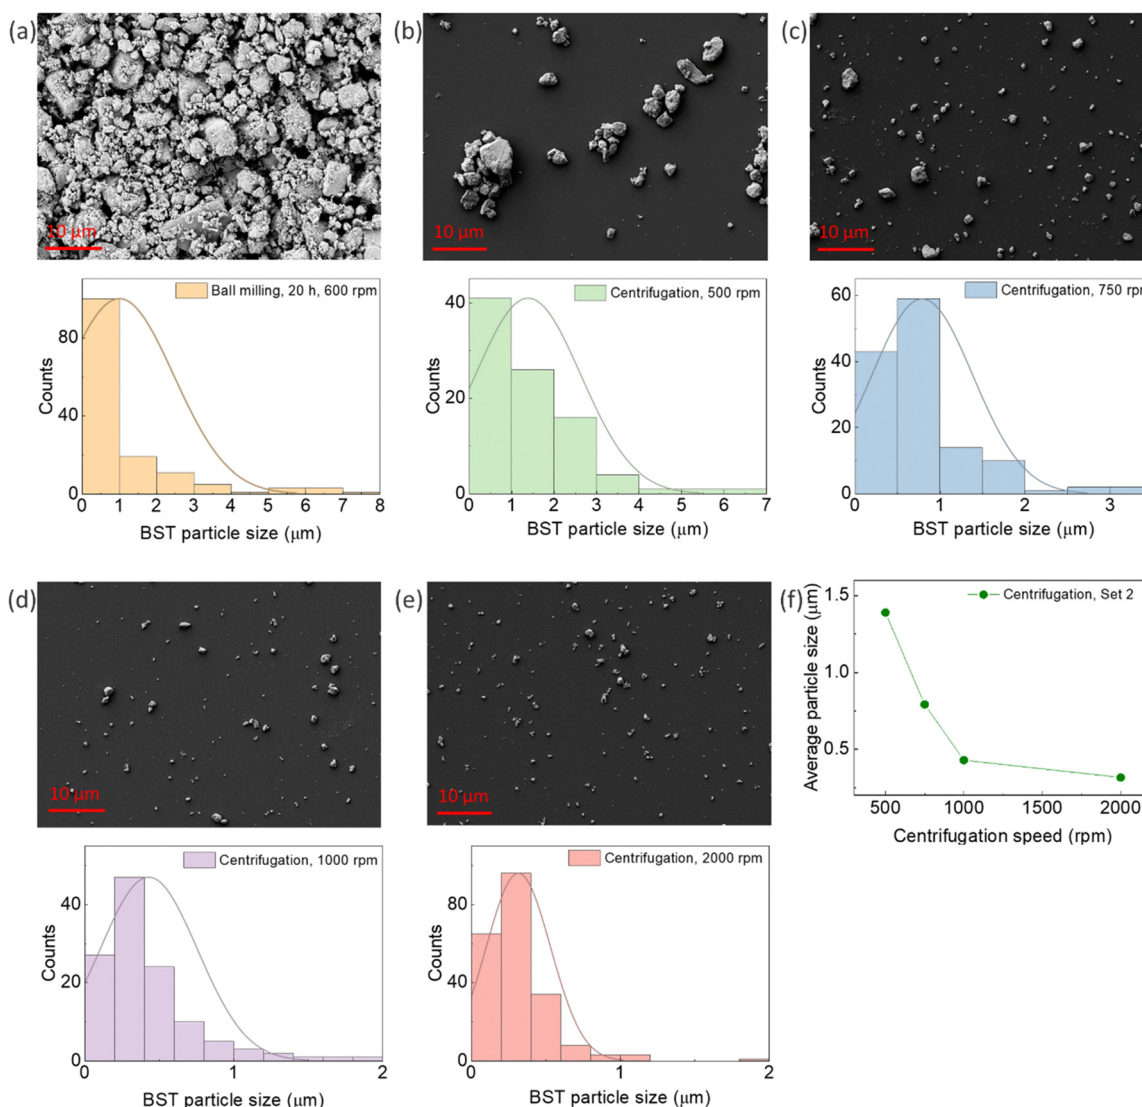 (a)
10 μm
(b)
10 μm
(c)
10 μm
Ball milling, 20 h, 600 rpm
Counts
80
40
0
0 1 2 3 4 5 6 7 8
BST particle size (μm)
Centrifugation, 500 rpm
Counts
40
20
0
0 1 2 3 4 5 6 7
BST particle size (μm)
Centrifugation, 750 rpm
Counts
60
40
20
0
0 1 2 3
BST particle size (μm)
(d)
10 μm
(e)
10 μm
(f)
Centrifugation, Set 2
Average particle size (μm)
1.5
1.0
0.5
500 1000 1500 2000
Centrifugation speed (rpm)
Centrifugation, 1000 rpm
Counts
40
20
0
0 1 2
BST particle size (μm)
Centrifugation, 2000 rpm
Counts
80
40
0
0 1 2
BST particle size (μm)